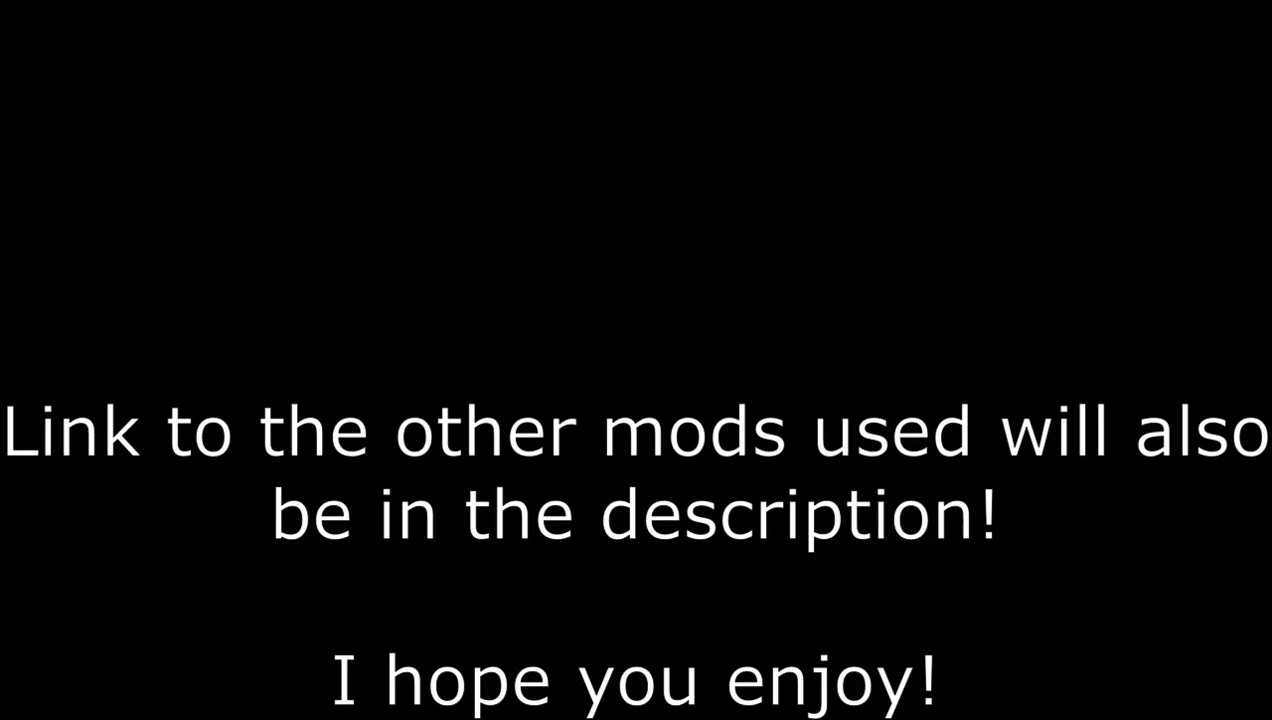 Link to the other mods used will also
be in the description!
I hope you enjoy!